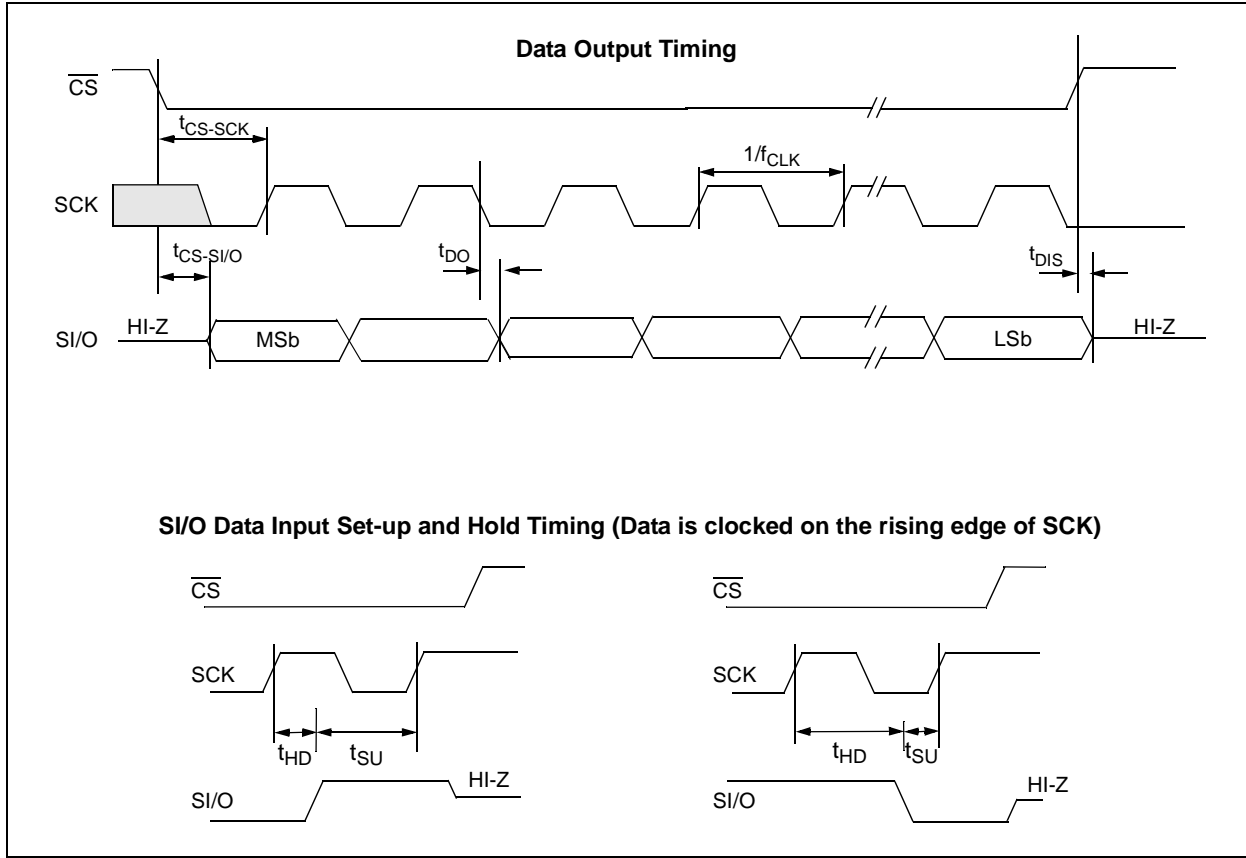 Data Output Timing
CS
tCS-SCK
1/fCLK
SCK
tCS-SI/O
tDO
tDIS
SI/O HI-Z MSb LSb HI-Z
SI/O Data Input Set-up and Hold Timing (Data is clocked on the rising edge of SCK)
CS CS
SCK SCK
tHD tSU tHD tSU
SI/O HI-Z SI/O HI-Z